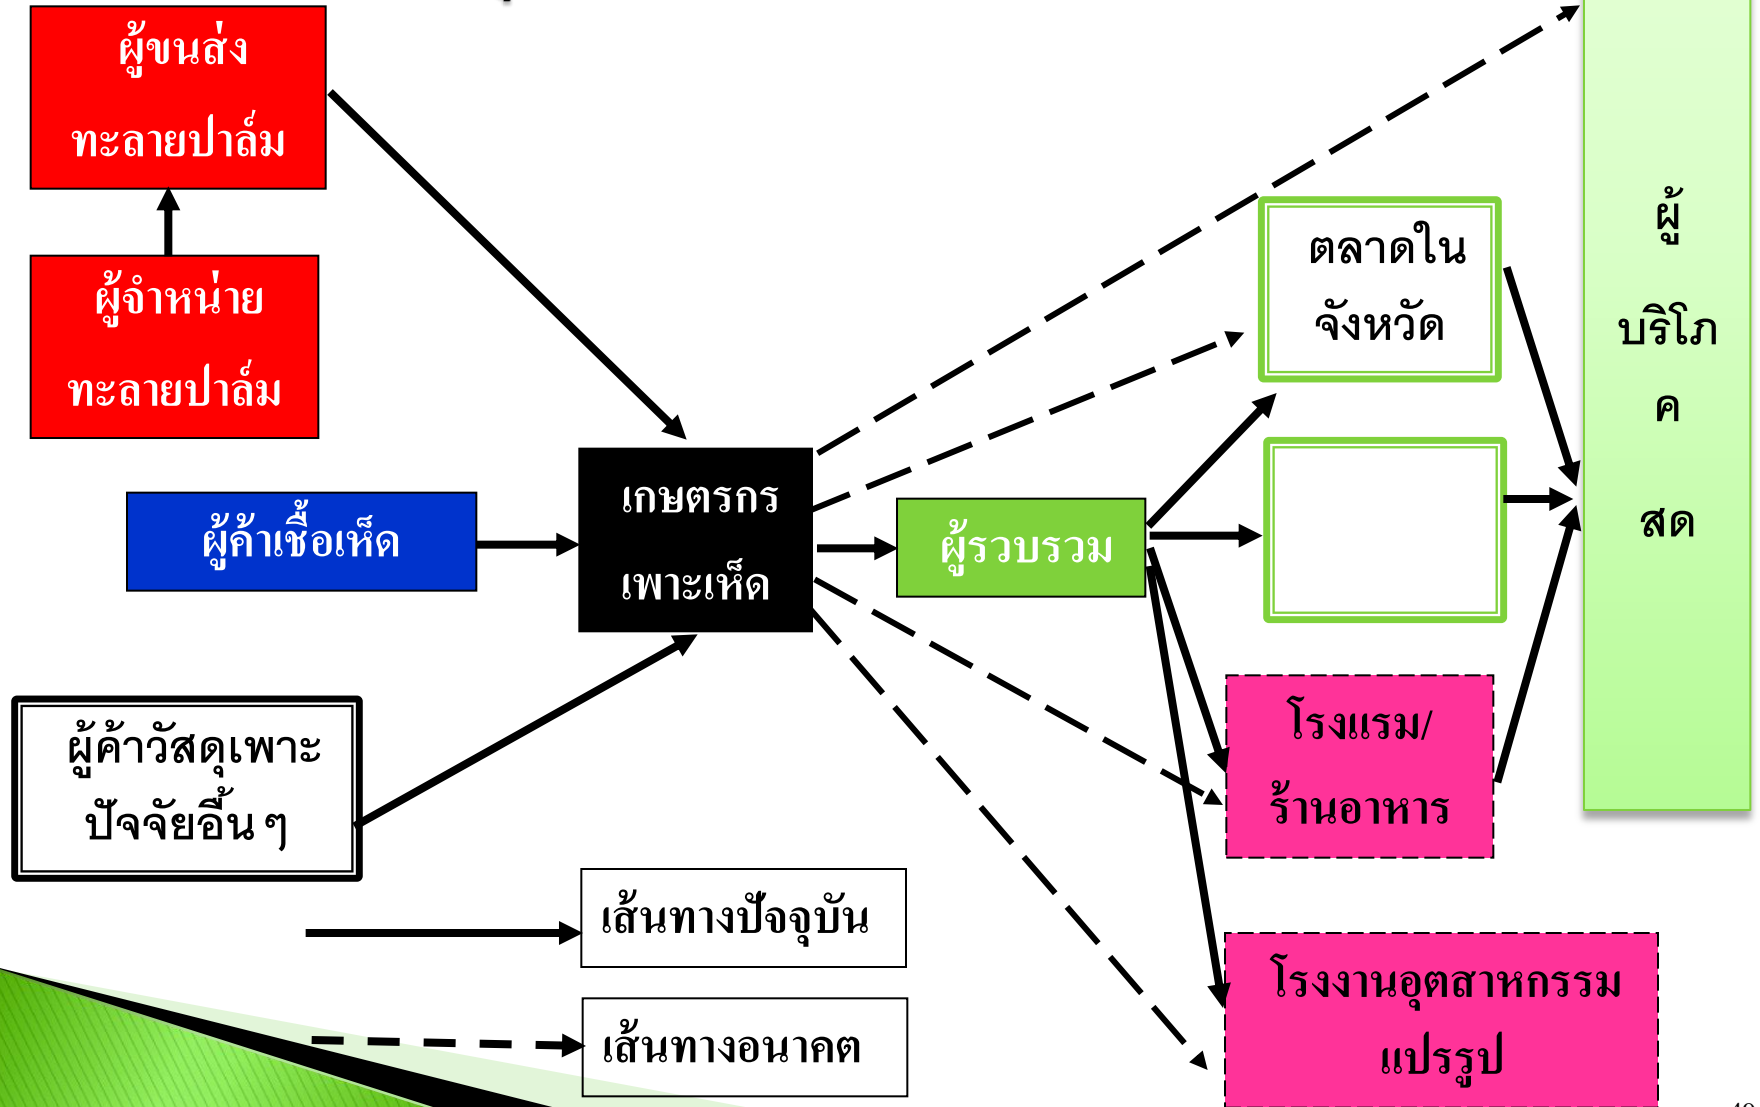 ผู้ขนส่ง
ทะลายปาล์ม
ผู้จำหน่าย
ทะลายปาล์ม
ผู้ค้าเชื้อเห็ด
ผู้ค้าวัสดุเพาะ
ปัจจัยอื้นๆ
เกษตรกร
เพาะเห็ด
ผู้รวบรวม
ตลาดใน
จังหวัด
โรงแรม/
ร้านอาหาร
โรงงานอุตสาหกรรม
แปรรูป
ผู้
บริโภ
ค
สด
เส้นทางปัจจุบัน
เส้นทางอนาคต